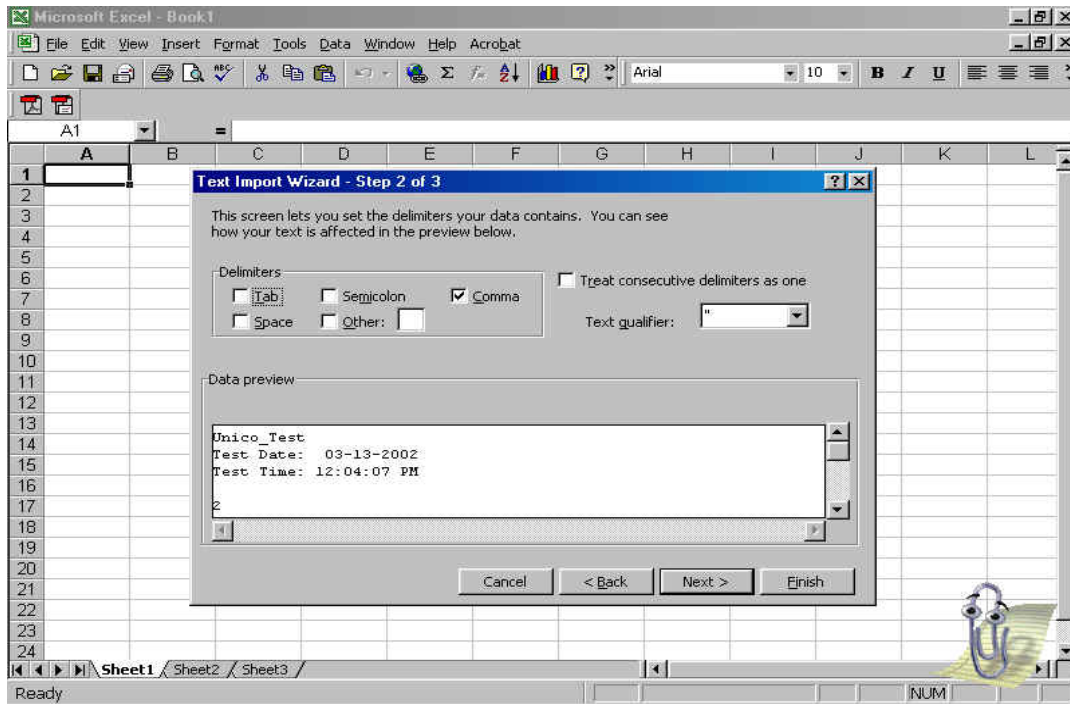 Microsoft Excel - Book1
File Edit View Insert Format Tools Data Window Help Acrobat
ABC Σ fx A Z ? » Arial 10 B I U
A1 =
A B C D E F G H I J K L
1
2
3
4
5
6
7
8
9
10
11
12
13
14
15
16
17
18
19
20
21
22
23
24
Text Import Wizard - Step 2 of 3
This screen lets you set the delimiters your data contains. You can see
how your text is affected in the preview below.
Delimiters
Tab Semicolon Comma
Space Other:
Treat consecutive delimiters as one
Text qualifier: "
Data preview
Unico_Test
Test Date: 03-13-2002
Test Time: 12:04:07 PM
2
Cancel < Back Next > Finish
Sheet1 Sheet2 Sheet3
Ready NUM